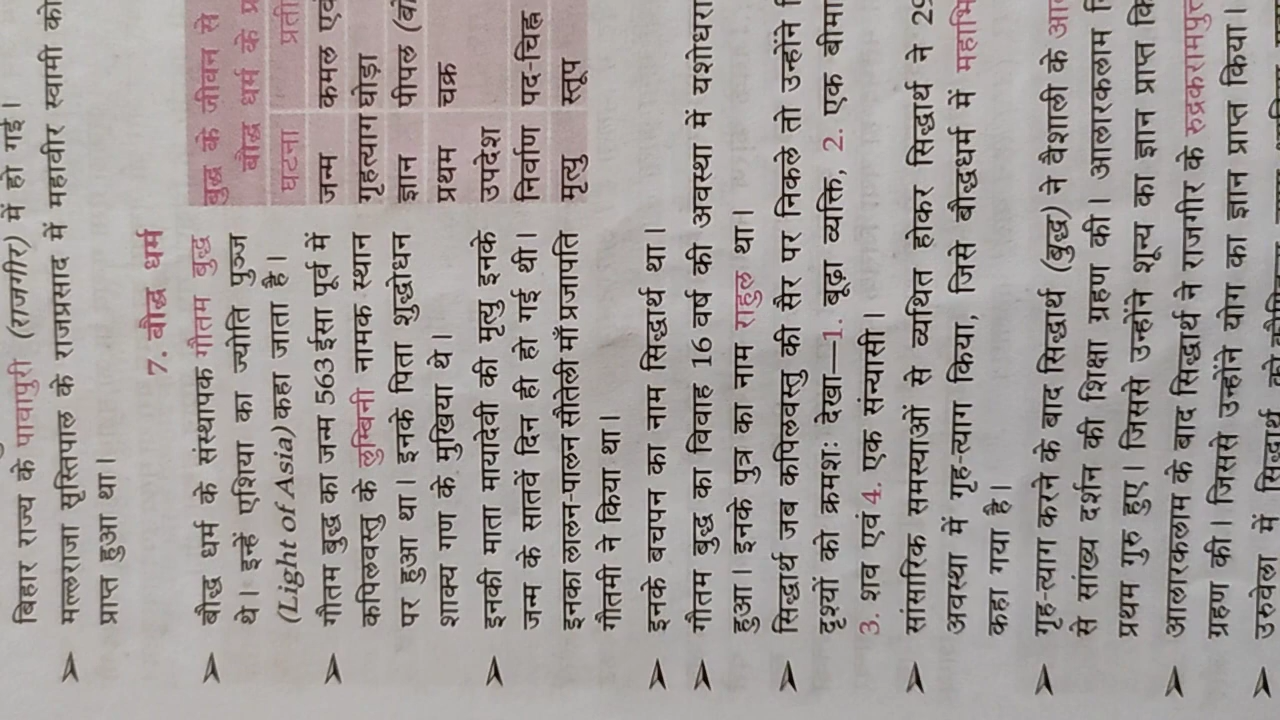 बिहार राज्य के पावापुरी (राजगीर) में हो गई।
मल्लराजा सृस्तिपाल के राजप्रसाद में महावीर स्वामी को
प्राप्त हुआ था।
7. बौद्ध धर्म
बौद्ध धर्म के संस्थापक गौतम बुद्ध
थे। इन्हें एशिया का ज्योति पुञ्ज
(Light of Asia) कहा जाता है।
गौतम बुद्ध का जन्म 563 ईसा पूर्व में
कपिलवस्तु के लुम्बिनी नामक स्थान
पर हुआ था। इनके पिता शुद्धोधन
शाक्य गण के मुखिया थे।
इनकी माता मायादेवी की मृत्यु इनके
जन्म के सातवें दिन ही हो गई थी।
इनका लालन-पालन सौतेली माँ प्रजापति
गौतमी ने किया था।
बुद्ध के जीवन से
बौद्ध धर्म के
घटना
जन्म कमल
गृहत्याग घोड़ा
ज्ञान पीपल
प्रथम चक्र
उपदेश
निर्वाण पद-चिह्न
मृत्यु स्तूप
इनके बचपन का नाम सिद्धार्थ था।
गौतम बुद्ध का विवाह 16 वर्ष की अवस्था में यशोधरा
हुआ। इनके पुत्र का नाम राहुल था।
सिद्धार्थ जब कपिलवस्तु की सैर पर निकले तो उन्होंने
दृश्यों को क्रमशः देखा—1. बूढ़ा व्यक्ति, 2. एक
3. शव एवं 4. एक संन्यासी।
सांसारिक समस्याओं से व्यथित होकर सिद्धार्थ ने 29
अवस्था में गृह-त्याग किया, जिसे बौद्धधर्म में
कहा गया है।
गृह-त्याग करने के बाद सिद्धार्थ (बुद्ध) ने वैशाली के
से सांख्य दर्शन की शिक्षा ग्रहण की। आलारकलाम
प्रथम गुरु हुए। जिससे उन्होंने शून्य का ज्ञान प्राप्त
आलारकलाम के बाद सिद्धार्थ ने राजगीर के रुद्रकरामपुत्त
ग्रहण की। जिससे उन्होंने योग का ज्ञान प्राप्त किया।
उरुवेला में सिद्धार्थ को